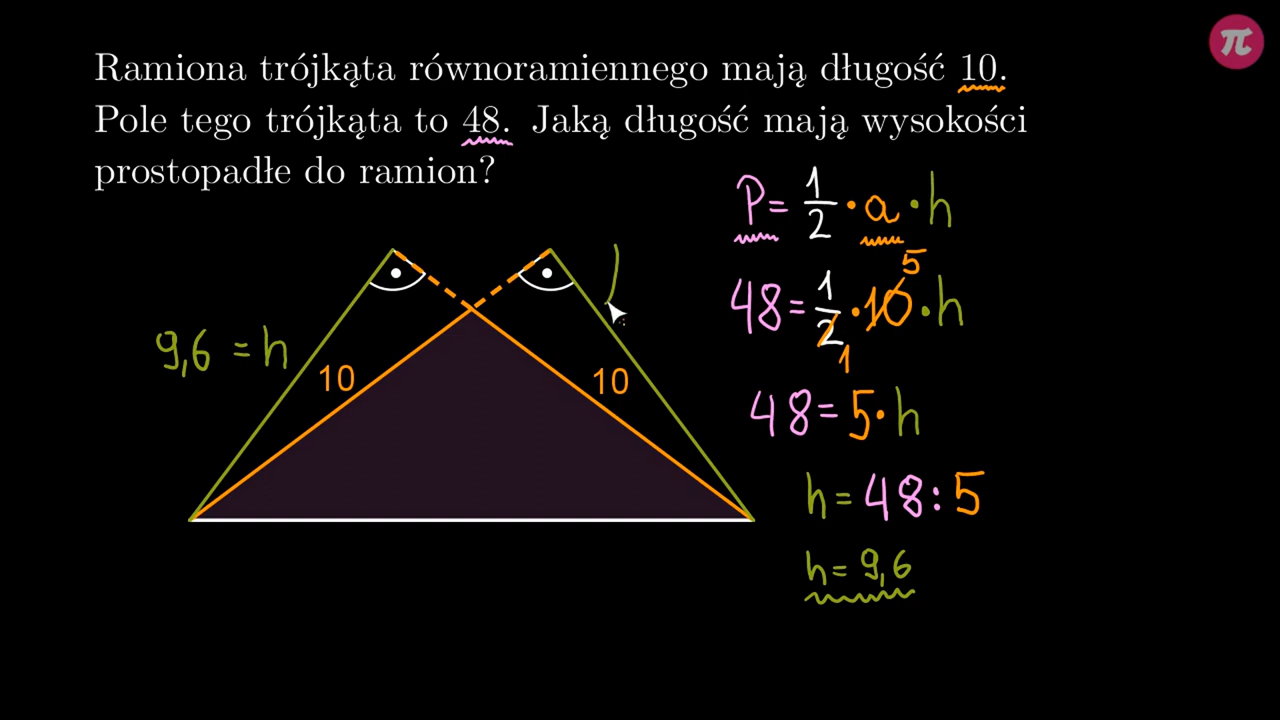 π
Ramiona trójkąta równoramiennego mają długość 10.
Pole tego trójkąta to 48. Jaką długość mają wysokości
prostopadłe do ramion?
P = 1/2 · a · h
5
48 = 1/2 · 10 · h
1
9,6 = h
10
10
48 = 5 · h
h = 48 : 5
h = 9,6